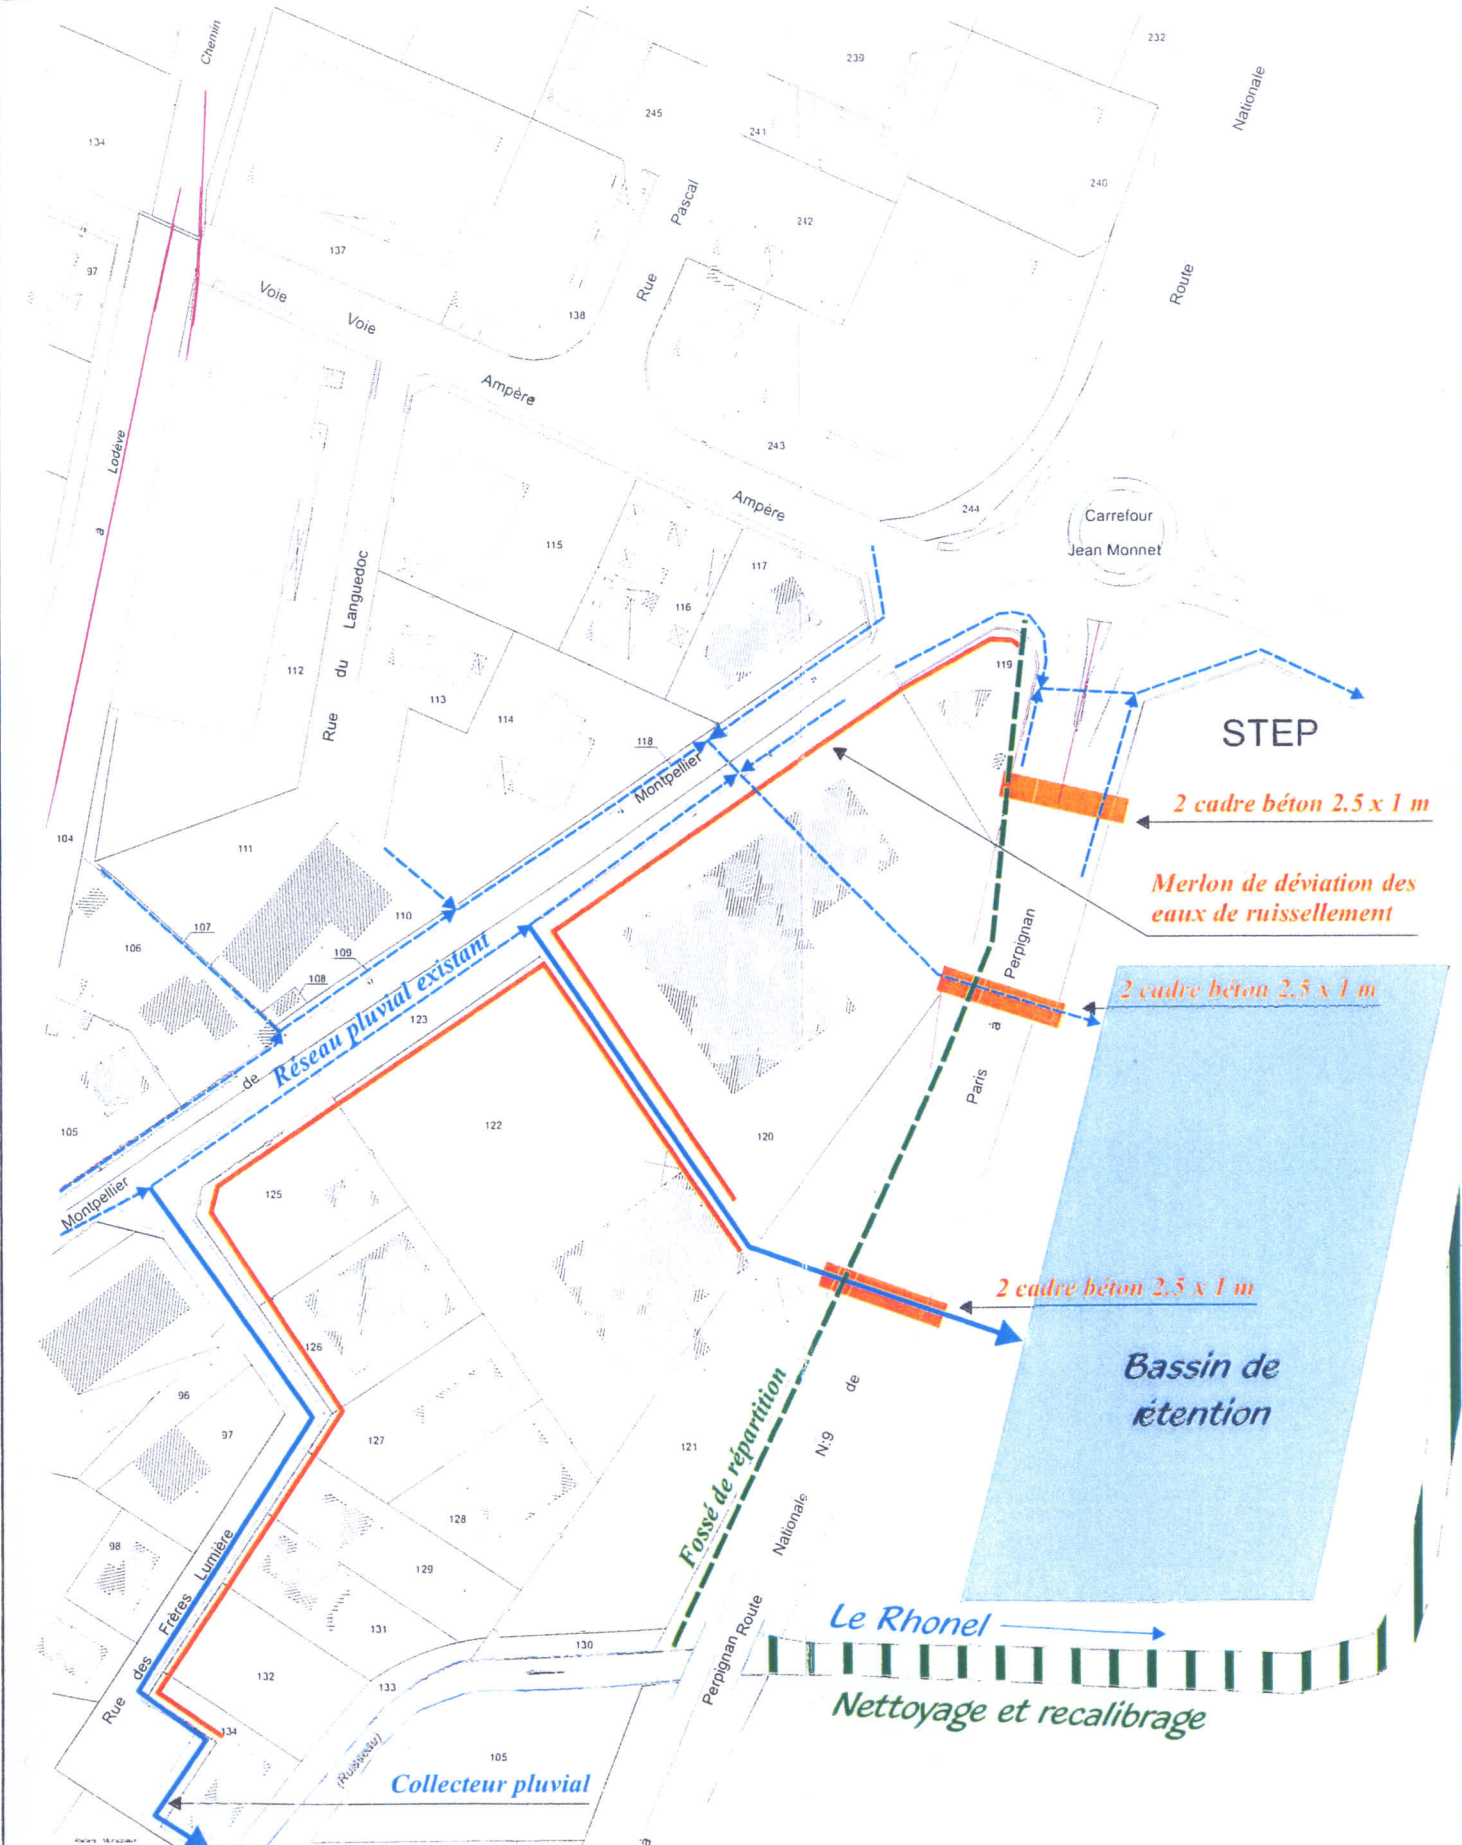 Chemin
232
239
Nationale
245
241
134
240
Pascal
242
137
97
Route
Rue
Voie
138
Voie
Ampère
243
Lodève
à
Ampère
244
Carrefour
Jean Monnet
115
Languedoc
117
116
112
du
119
113
114
Rue
118
STEP
Montpellier
2 cadre béton 2.5 x 1 m
104
111
Merlon de déviation des
eaux de ruissellement
110
107
106
109
Perpignan
Réseau pluvial existant
108
2 cadre béton 2.5 x 1 m
123
à
de
Paris
105
122
120
Montpellier
125
2 cadre béton 2.5 x 1 m
126
Bassin de
rétention
de
96
97
127
121
N:9
Fossé de répartition
128
Nationale
98
Lumière
129
Frères
131
Le Rhonel
Route
130
des
132
133
Perpignan
Rue
Nettoyage et recalibrage
134
(Ruisseau)
105
Collecteur pluvial